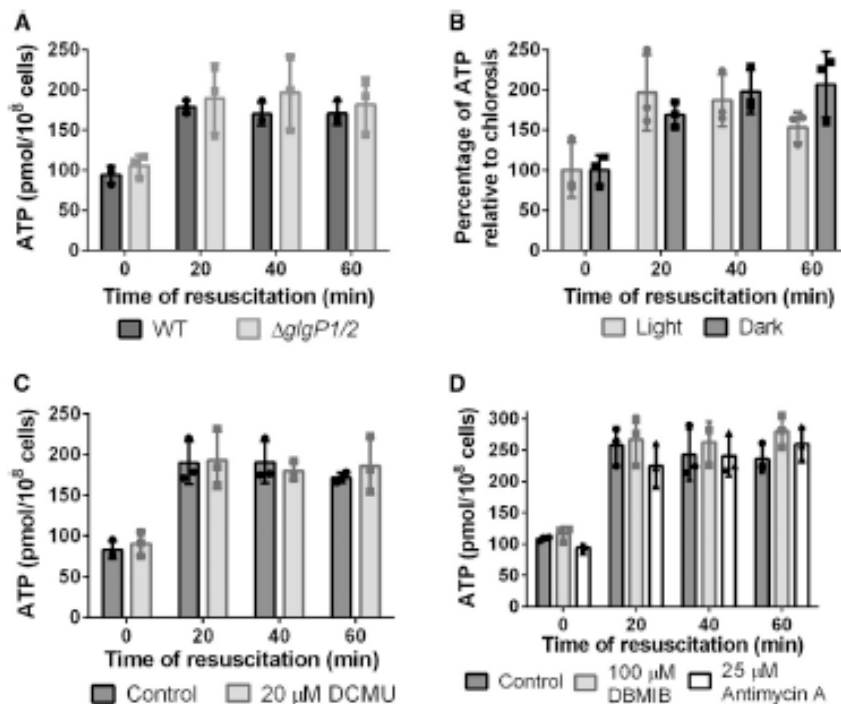 A
ATP (pmol/10⁸ cells)
250
200
150
100
50
0
0 20 40 60
Time of resuscitation (min)
WT ΔglgP1/2
B
Percentage of ATP
relative to chlorosis
250
200
150
100
50
0
0 20 40 60
Time of resuscitation (min)
Light Dark
C
ATP (pmol/10⁸ cells)
250
200
150
100
50
0
0 20 40 60
Time of resuscitation (min)
Control 20 μM DCMU
D
ATP (pmol/10⁸ cells)
300
250
200
150
100
50
0
0 20 40 60
Time of resuscitation (min)
Control 100 μM DBMIB 25 μM Antimycin A